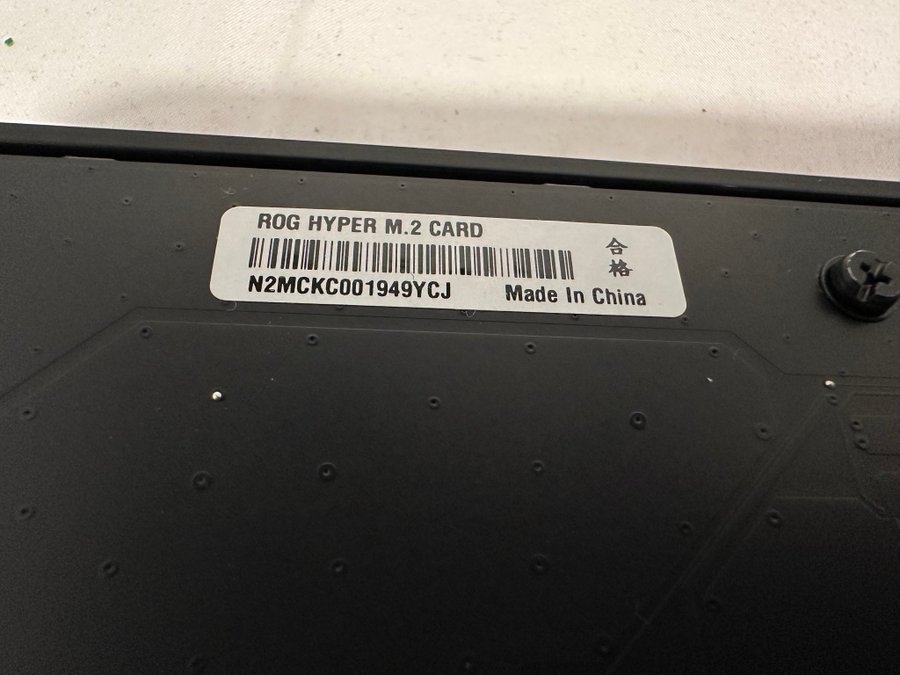 ROG HYPER M.2 CARD
合格
N2MCKC001949YCJ
Made In China